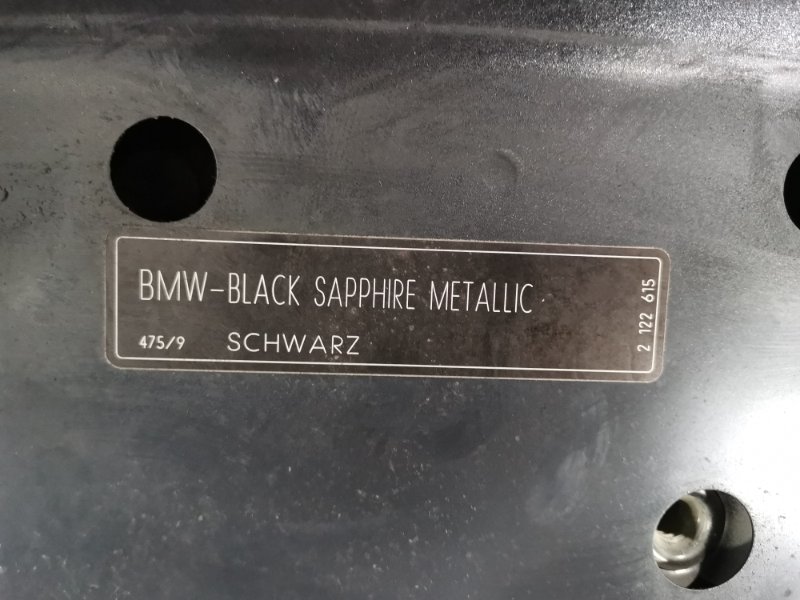 BMW-BLACK SAPPHIRE METALLIC
475/9 SCHWARZ
2 122 615